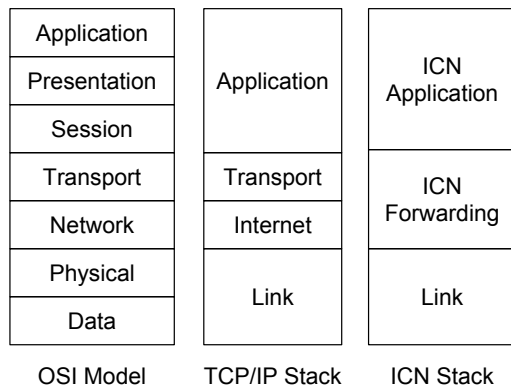 Application
Presentation
Session
Transport
Network
Physical
Data
OSI Model
Application
Transport
Internet
Link
TCP/IP Stack
ICN
Application
ICN
Forwarding
Link
ICN Stack